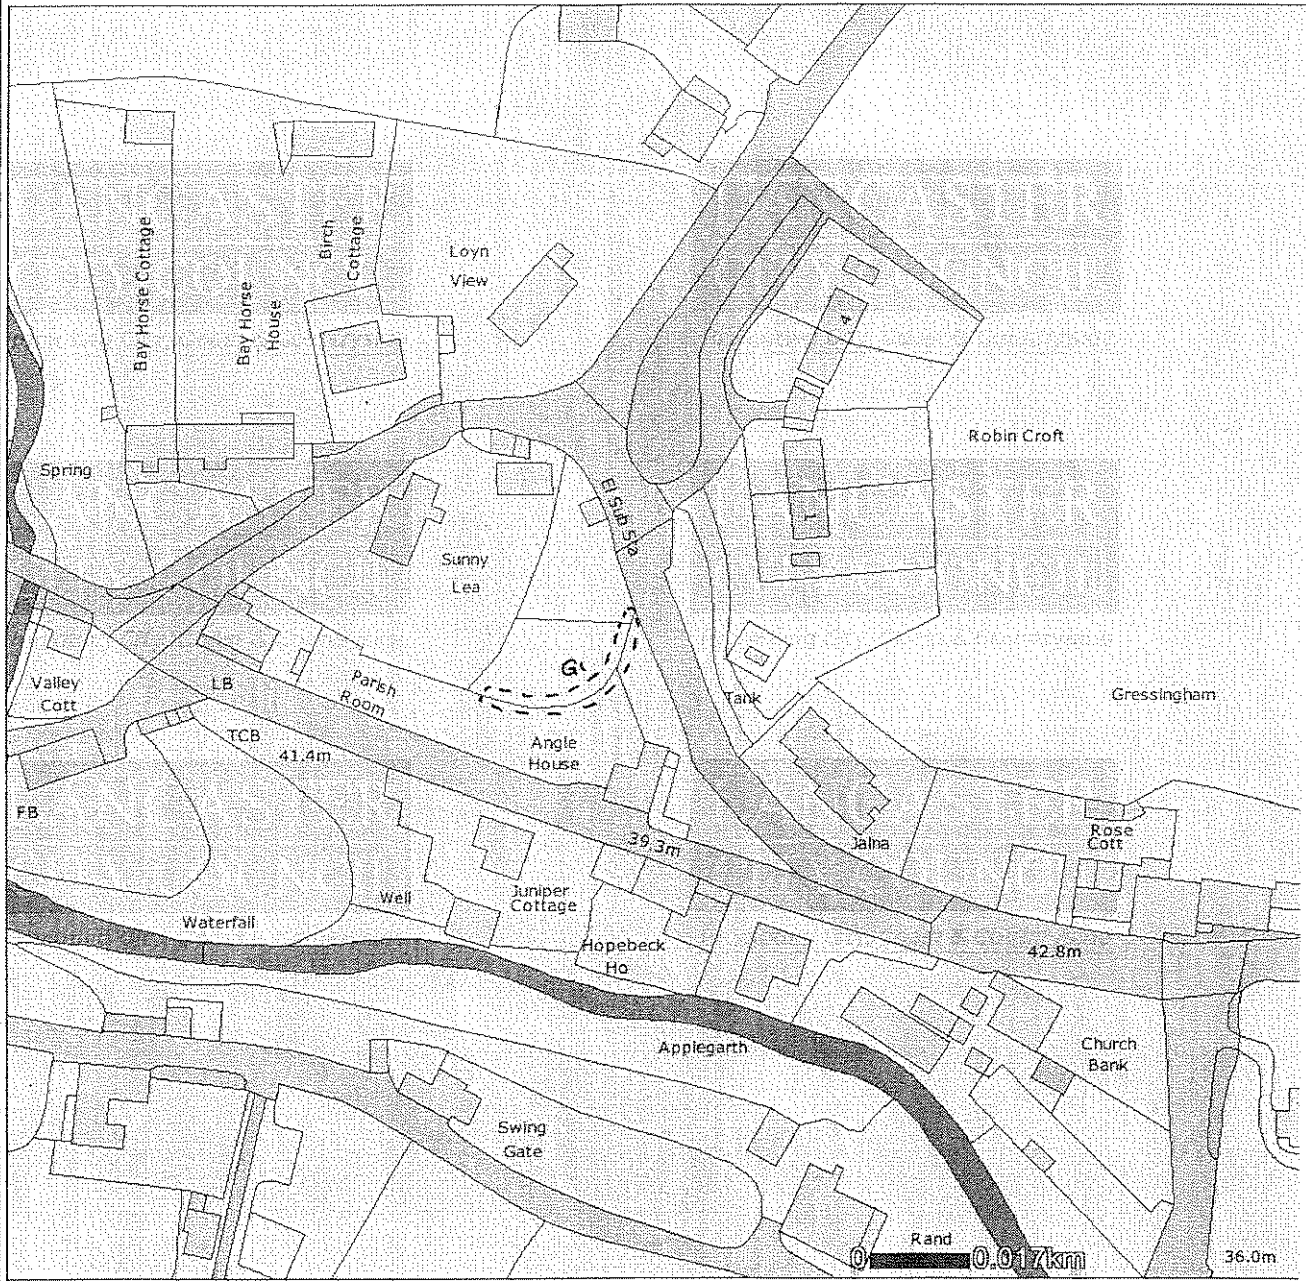 Bay Horse Cottage
Bay Horse
House
Birch
Cottage
Loyn
View
4
Robin Croft
Spring
El Sub Sta
1
Sunny
Lea
G
Valley
Cott
LB
Parish
Room
Tank
Gressingham
TCB
41.4m
Angle
House
FB
39.3m
Jalna
Rose
Cott
Well
Juniper
Cottage
Waterfall
Hopebeck
Ho
42.8m
Applegarth
Church
Bank
Swing
Gate
Rand
0 0.017km
36.0m